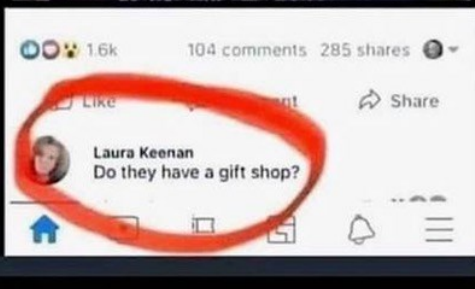 1.6k 104 comments 285 shares
Like Share
Laura Keenan
Do they have a gift shop?